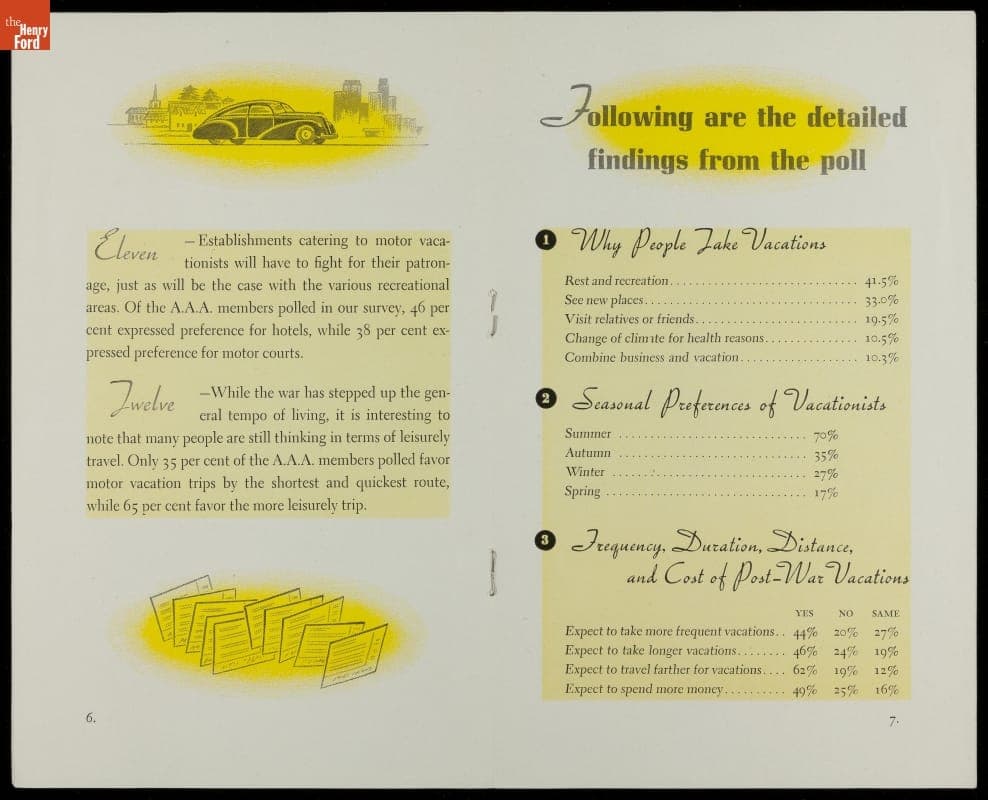 the
Henry
Ford
Eleven — Establishments catering to motor vaca-
tionists will have to fight for their patron-
age, just as will be the case with the various recreational
areas. Of the A.A.A. members polled in our survey, 46 per
cent expressed preference for hotels, while 38 per cent ex-
pressed preference for motor courts.
Twelve —While the war has stepped up the gen-
eral tempo of living, it is interesting to
note that many people are still thinking in terms of leisurely
travel. Only 35 per cent of the A.A.A. members polled favor
motor vacation trips by the shortest and quickest route,
while 65 per cent favor the more leisurely trip.
6.
Following are the detailed
findings from the poll
1 Why People Take Vacations
Rest and recreation 41.5%
See new places 33.0%
Visit relatives or friends 19.5%
Change of climate for health reasons 10.5%
Combine business and vacation 10.3%
2 Seasonal Preferences of Vacationists
Summer 70%
Autumn 35%
Winter 27%
Spring 17%
3 Frequency, Duration, Distance,
and Cost of Post-War Vacations
YES NO SAME
Expect to take more frequent vacations 44% 20% 27%
Expect to take longer vacations 46% 24% 19%
Expect to travel farther for vacations 62% 19% 12%
Expect to spend more money 49% 25% 16%
7.